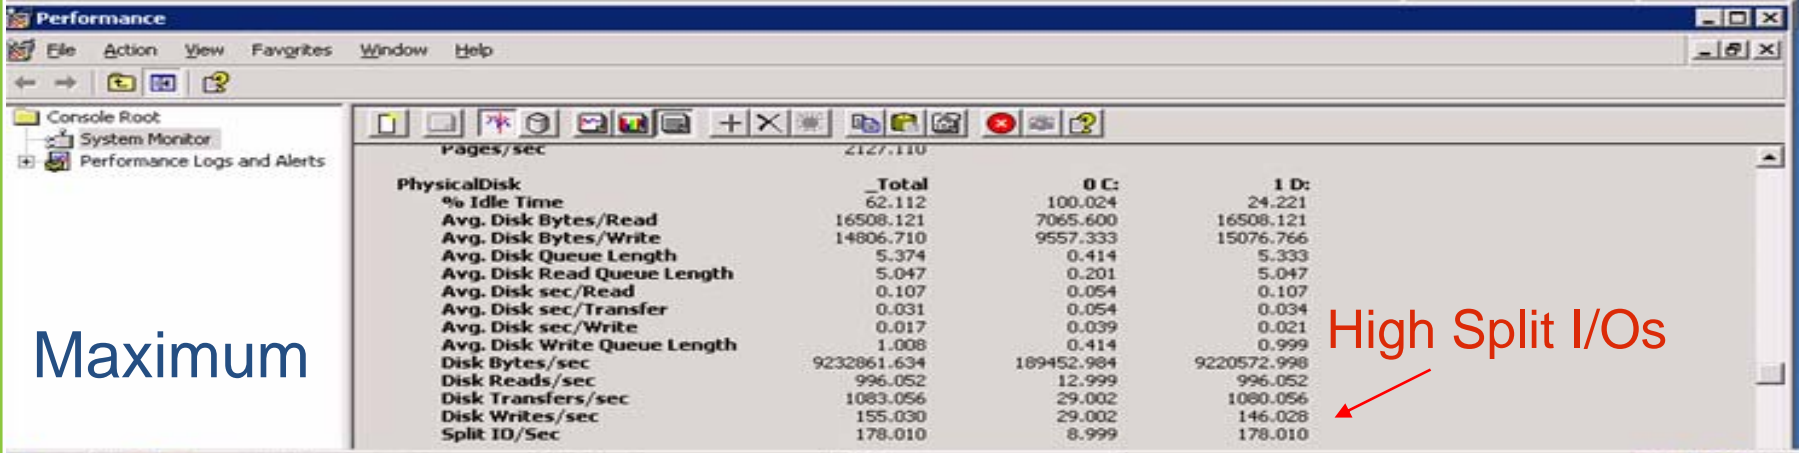 Performance
File Action View Favorites Window Help
Console Root
System Monitor
Performance Logs and Alerts
Pages/sec 2127.110
PhysicalDisk _Total 0 C: 1 D:
% Idle Time 62.112 100.024 24.221
Avg. Disk Bytes/Read 16508.121 7065.600 16508.121
Avg. Disk Bytes/Write 14806.710 9557.333 15076.766
Avg. Disk Queue Length 5.374 0.414 5.333
Avg. Disk Read Queue Length 5.047 0.201 5.047
Avg. Disk sec/Read 0.107 0.054 0.107
Avg. Disk sec/Transfer 0.031 0.054 0.034
Avg. Disk sec/Write 0.017 0.039 0.021
Avg. Disk Write Queue Length 1.008 0.414 0.999
Disk Bytes/sec 9232861.634 189452.984 9220572.998
Disk Reads/sec 996.052 12.999 996.052
Disk Transfers/sec 1083.056 29.002 1080.056
Disk Writes/sec 155.030 29.002 146.028
Split IO/Sec 178.010 8.999 178.010
Maximum
High Split I/Os